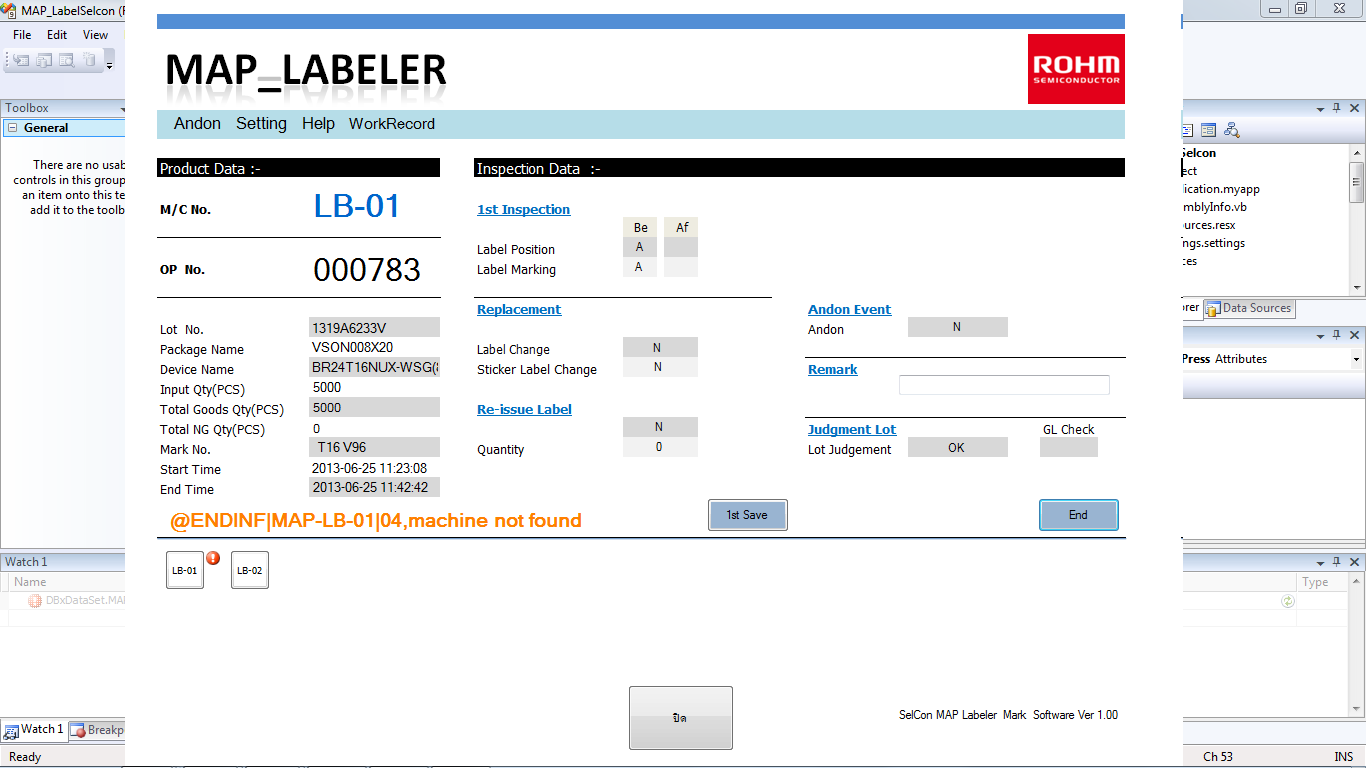 MAP_LabelSelcon (R
File Edit View
Toolbox
General
There are no usab
controls in this group
an item onto this te
add it to the toolb
MAP_LABELER
ROHM
SEMICONDUCTOR
Andon Setting Help WorkRecord
Product Data :-
M/C No. LB-01
OP No. 000783
Lot No. 1319A6233V
Package Name VSON008X20
Device Name BR24T16NUX-WSG(
Input Qty(PCS) 5000
Total Goods Qty(PCS) 5000
Total NG Qty(PCS) 0
Mark No. T16 V96
Start Time 2013-06-25 11:23:08
End Time 2013-06-25 11:42:42
Inspection Data :-
1st Inspection
Be Af
Label Position A
Label Marking A
Replacement
Label Change N
Sticker Label Change N
Re-issue Label
N
Quantity 0
Andon Event
Andon N
Remark
Judgment Lot GL Check
Lot Judgement OK
@ENDINF|MAP-LB-01|04,machine not found
1st Save
End
LB-01 LB-02
ปิด
SelCon MAP Labeler Mark Software Ver 1.00
Selcon
ect
lication.myapp
mblyInfo.vb
ources.resx
ngs.settings
ces
rer Data Sources
Press Attributes
Watch 1
Name Type
DBxDataSet.MA
Watch 1 Breakp
Ready Ch 53 INS